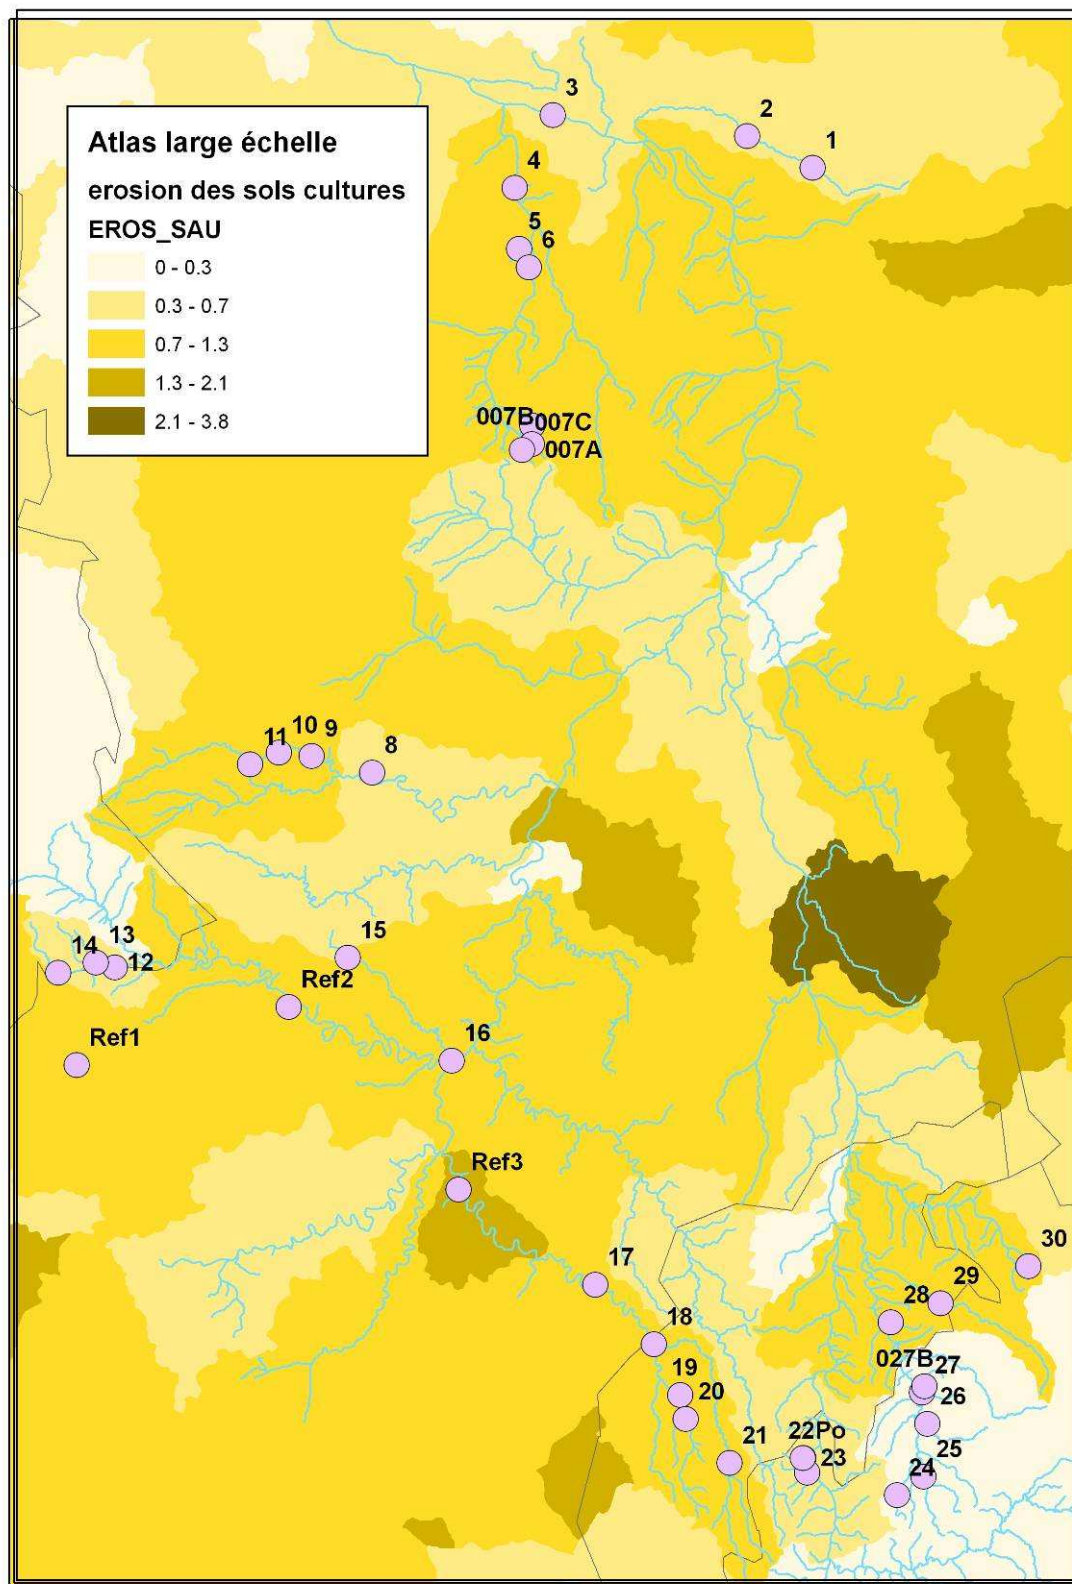 Atlas large échelle
erosion des sols cultures
EROS_SAU
0 - 0.3
0.3 - 0.7
0.7 - 1.3
1.3 - 2.1
2.1 - 3.8
3
2
1
4
5
6
007B
007C
007A
11
10
9
8
15
14
13
12
Ref2
Ref1
16
Ref3
17
18
19
20
21
22Po
23
24
25
26
27
027B
28
29
30